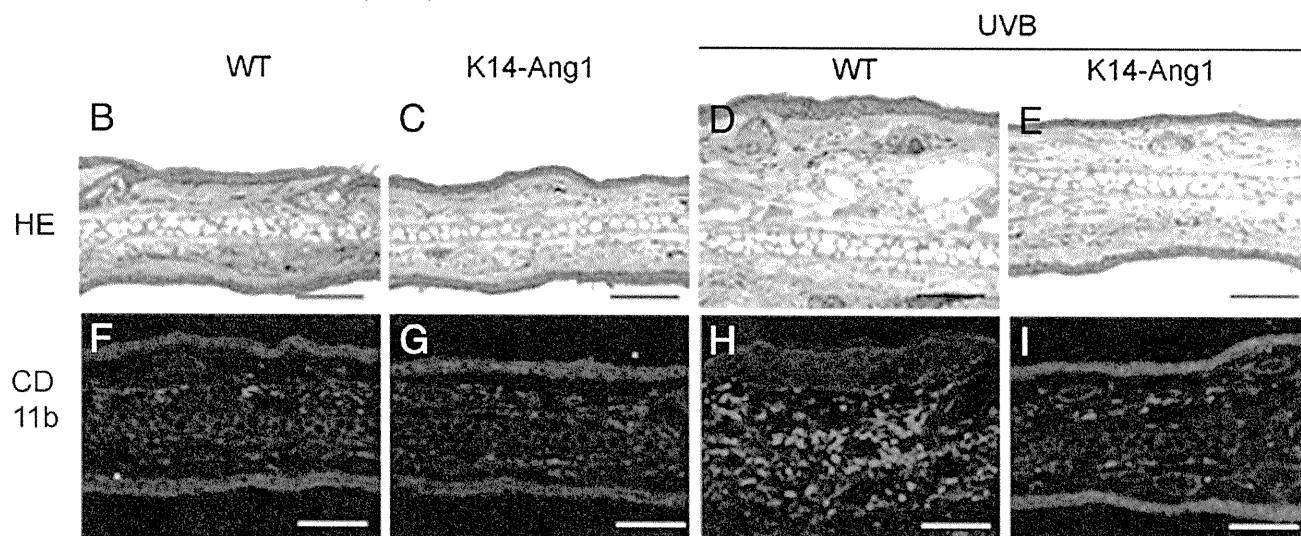 UVB
WT K14-Ang1 WT K14-Ang1
B C D E
HE
F G H I
CD
11b